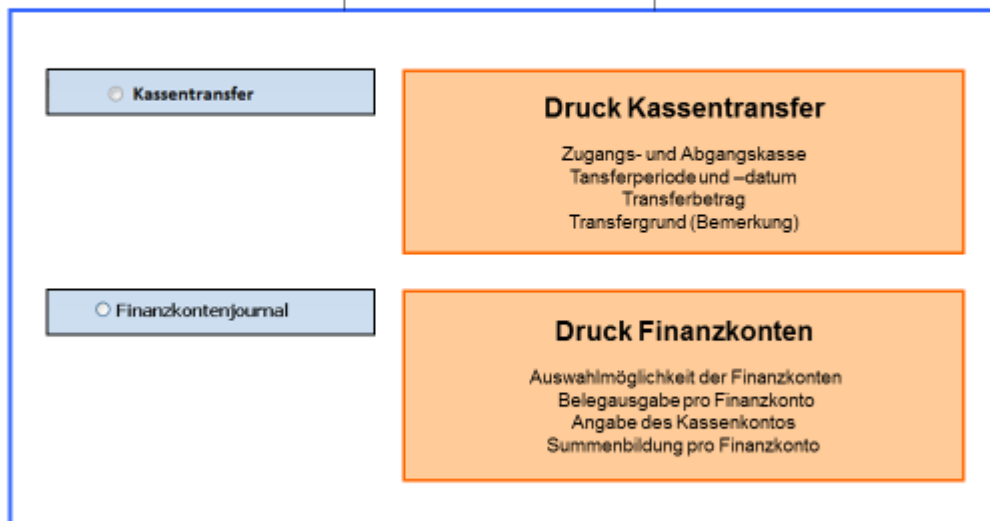 Kassentransfer
Druck Kassentransfer
Zugangs- und Abgangskasse
Tansferperiode und –datum
Transferbetrag
Transfergrund (Bemerkung)
Finanzkontenjournal
Druck Finanzkonten
Auswahlmöglichkeit der Finanzkonten
Belegausgabe pro Finanzkonto
Angabe des Kassenkontos
Summenbildung pro Finanzkonto